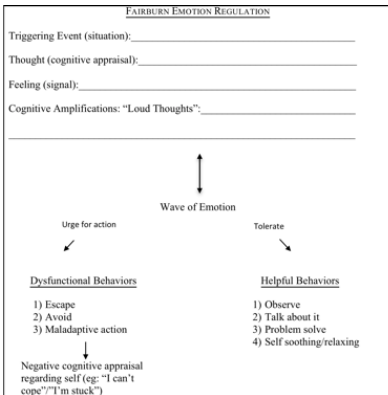 FAIRBURN EMOTION REGULATION
Triggering Event (situation):
Thought (cognitive appraisal):
Feeling (signal):
Cognitive Amplifications: “Loud Thoughts”:
Wave of Emotion
Urge for action
Tolerate
Dysfunctional Behaviors
1) Escape
2) Avoid
3) Maladaptive action
Negative cognitive appraisal
regarding self (eg: “I can’t
cope”/”I’m stuck”)
Helpful Behaviors
1) Observe
2) Talk about it
3) Problem solve
4) Self soothing/relaxing